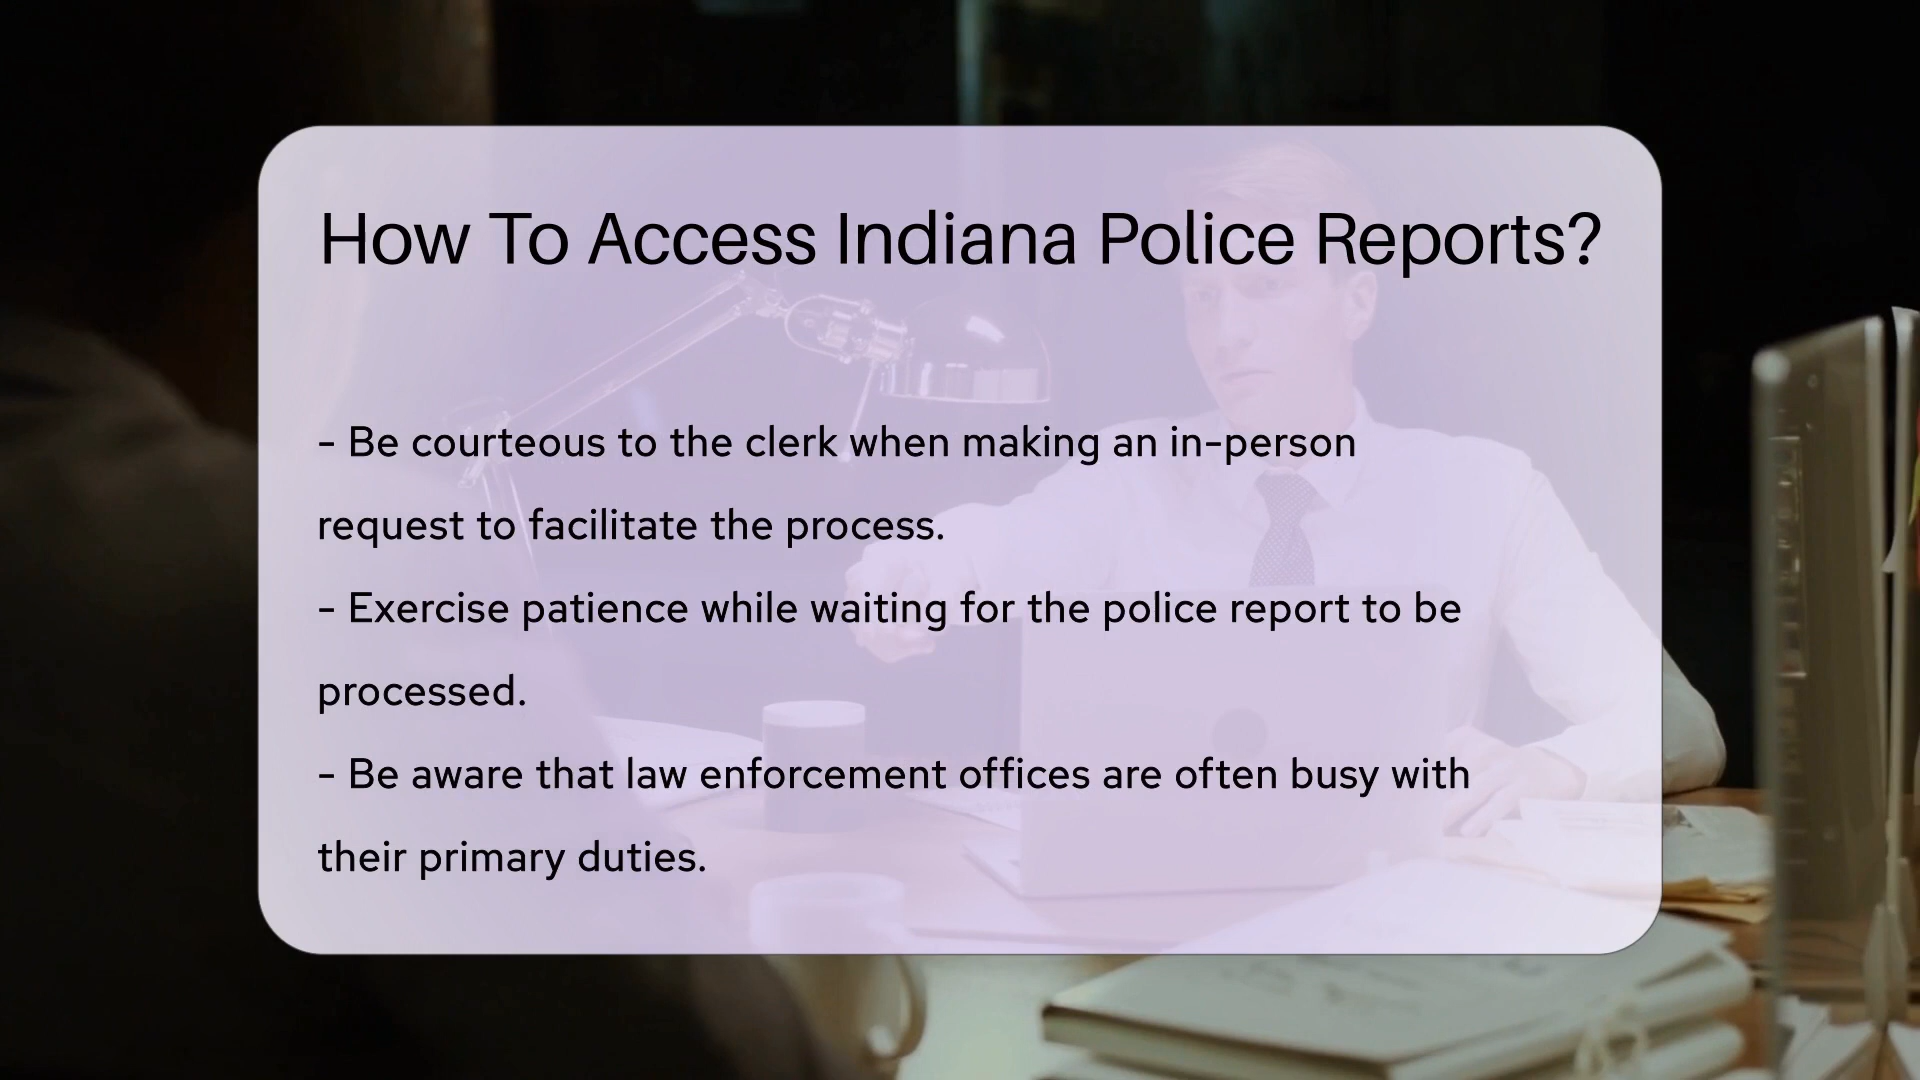 How To Access Indiana Police Reports?
- Be courteous to the clerk when making an in-person
request to facilitate the process.
- Exercise patience while waiting for the police report to be
processed.
- Be aware that law enforcement offices are often busy with
their primary duties.